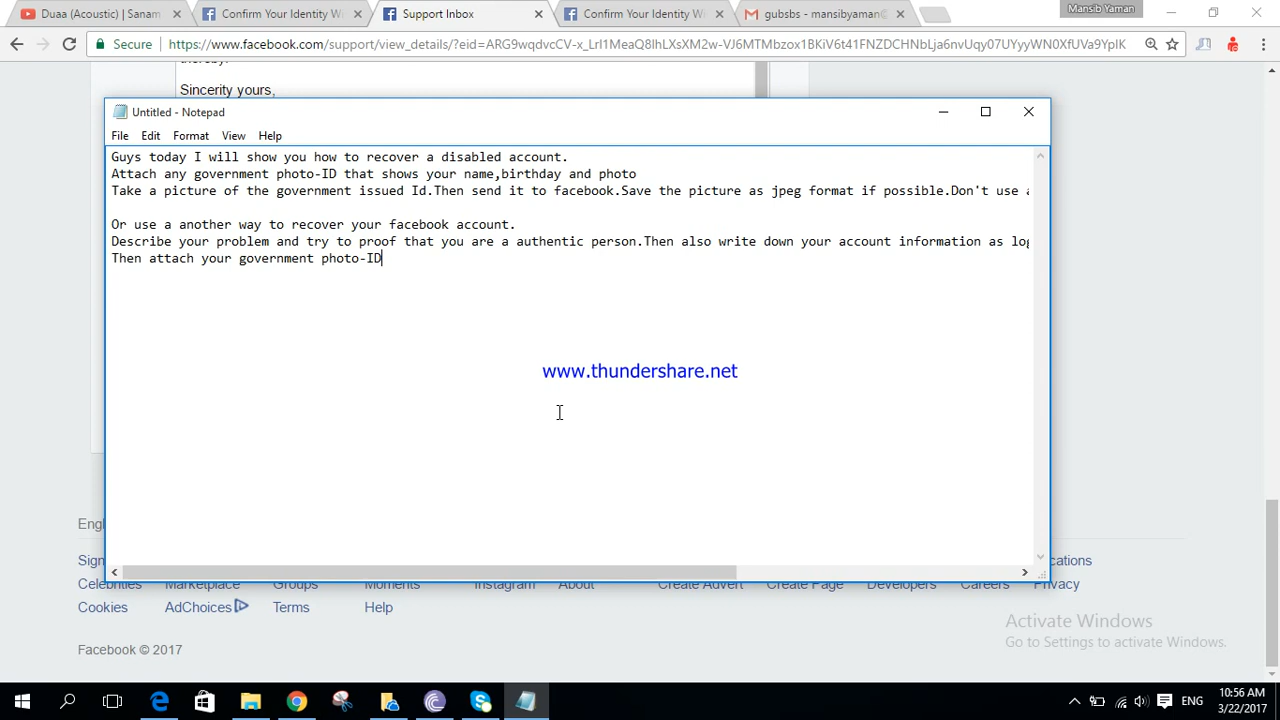 Duaa (Acoustic) | Sanam
Confirm Your Identity W
Support Inbox
Confirm Your Identity W
gubsbs - mansibyaman@
Mansib Yaman
Secure
https://www.facebook.com/support/view_details/?eid=
thereby.
Sincerity yours,
Untitled - Notepad
File Edit Format View Help
Guys today I will show you how to recover a disabled account.
Attach any government photo-ID that shows your name,birthday and photo
Take a picture of the government issued Id.Then send it to facebook.Save the picture as jpeg format if possible.Don't use a
Or use a another way to recover your facebook account.
Describe your problem and try to proof that you are a authentic person.Then also write down your account information as log
Then attach your government photo-ID
www.thundershare.net
Engl
Sign
cations
Celebrities Marketplace Groups Moments Instagram About Create Advert Create Page Developers Careers Privacy
Cookies AdChoices Terms Help
Activate Windows
Go to Settings to activate Windows.
Facebook © 2017
ENG
10:56 AM
3/22/2017